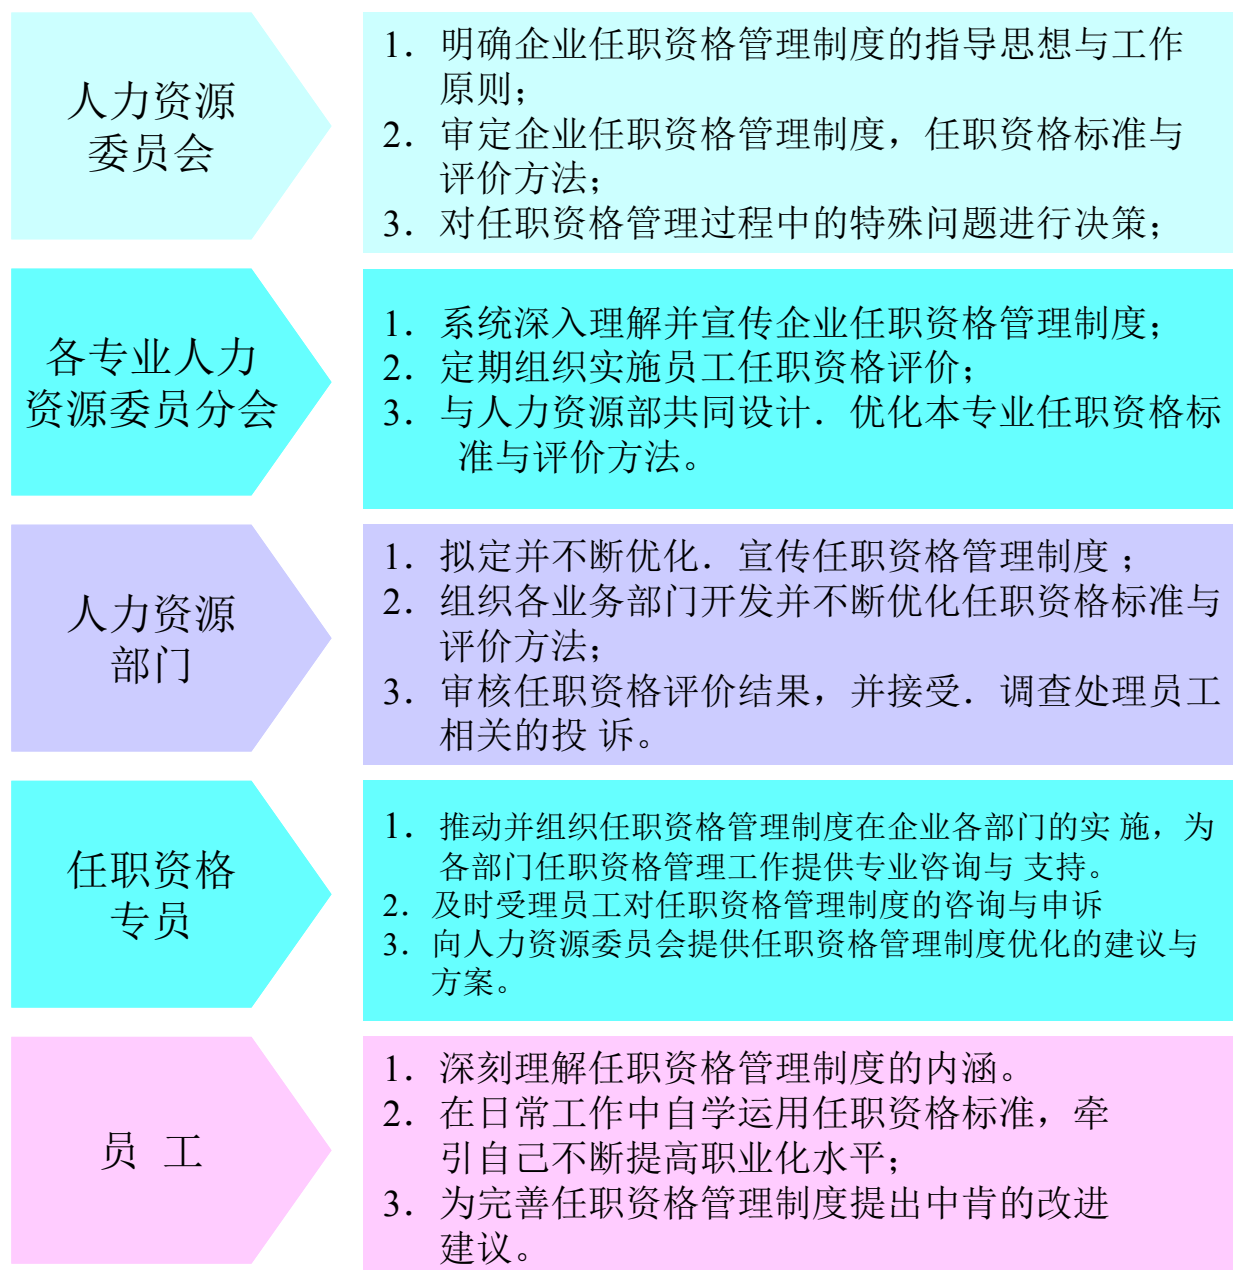 人力资源
委员会
1. 明确企业任职资格管理制度的指导思想与工作
原则；
2. 审定企业任职资格管理制度，任职资格标准与
评价方法；
3. 对任职资格管理过程中的特殊问题进行决策；
各专业人力
资源委员分会
1. 系统深入理解并宣传企业任职资格管理制度；
2. 定期组织实施员工任职资格评价；
3. 与人力资源部共同设计．优化本专业任职资格标
准与评价方法。
人力资源
部门
1. 拟定并不断优化．宣传任职资格管理制度 ；
2. 组织各业务部门开发并不断优化任职资格标准与
评价方法；
3. 审核任职资格评价结果，并接受．调查处理员工
相关的投 诉。
任职资格
专员
1. 推动并组织任职资格管理制度在企业各部门的实 施，为
各部门任职资格管理工作提供专业咨询与 支持。
2. 及时受理员工对任职资格管理制度的咨询与申诉
3. 向人力资源委员会提供任职资格管理制度优化的建议与
方案。
员 工
1. 深刻理解任职资格管理制度的内涵。
2. 在日常工作中自学运用任职资格标准，牵
引自己不断提高职业化水平；
3. 为完善任职资格管理制度提出中肯的改进
建议。